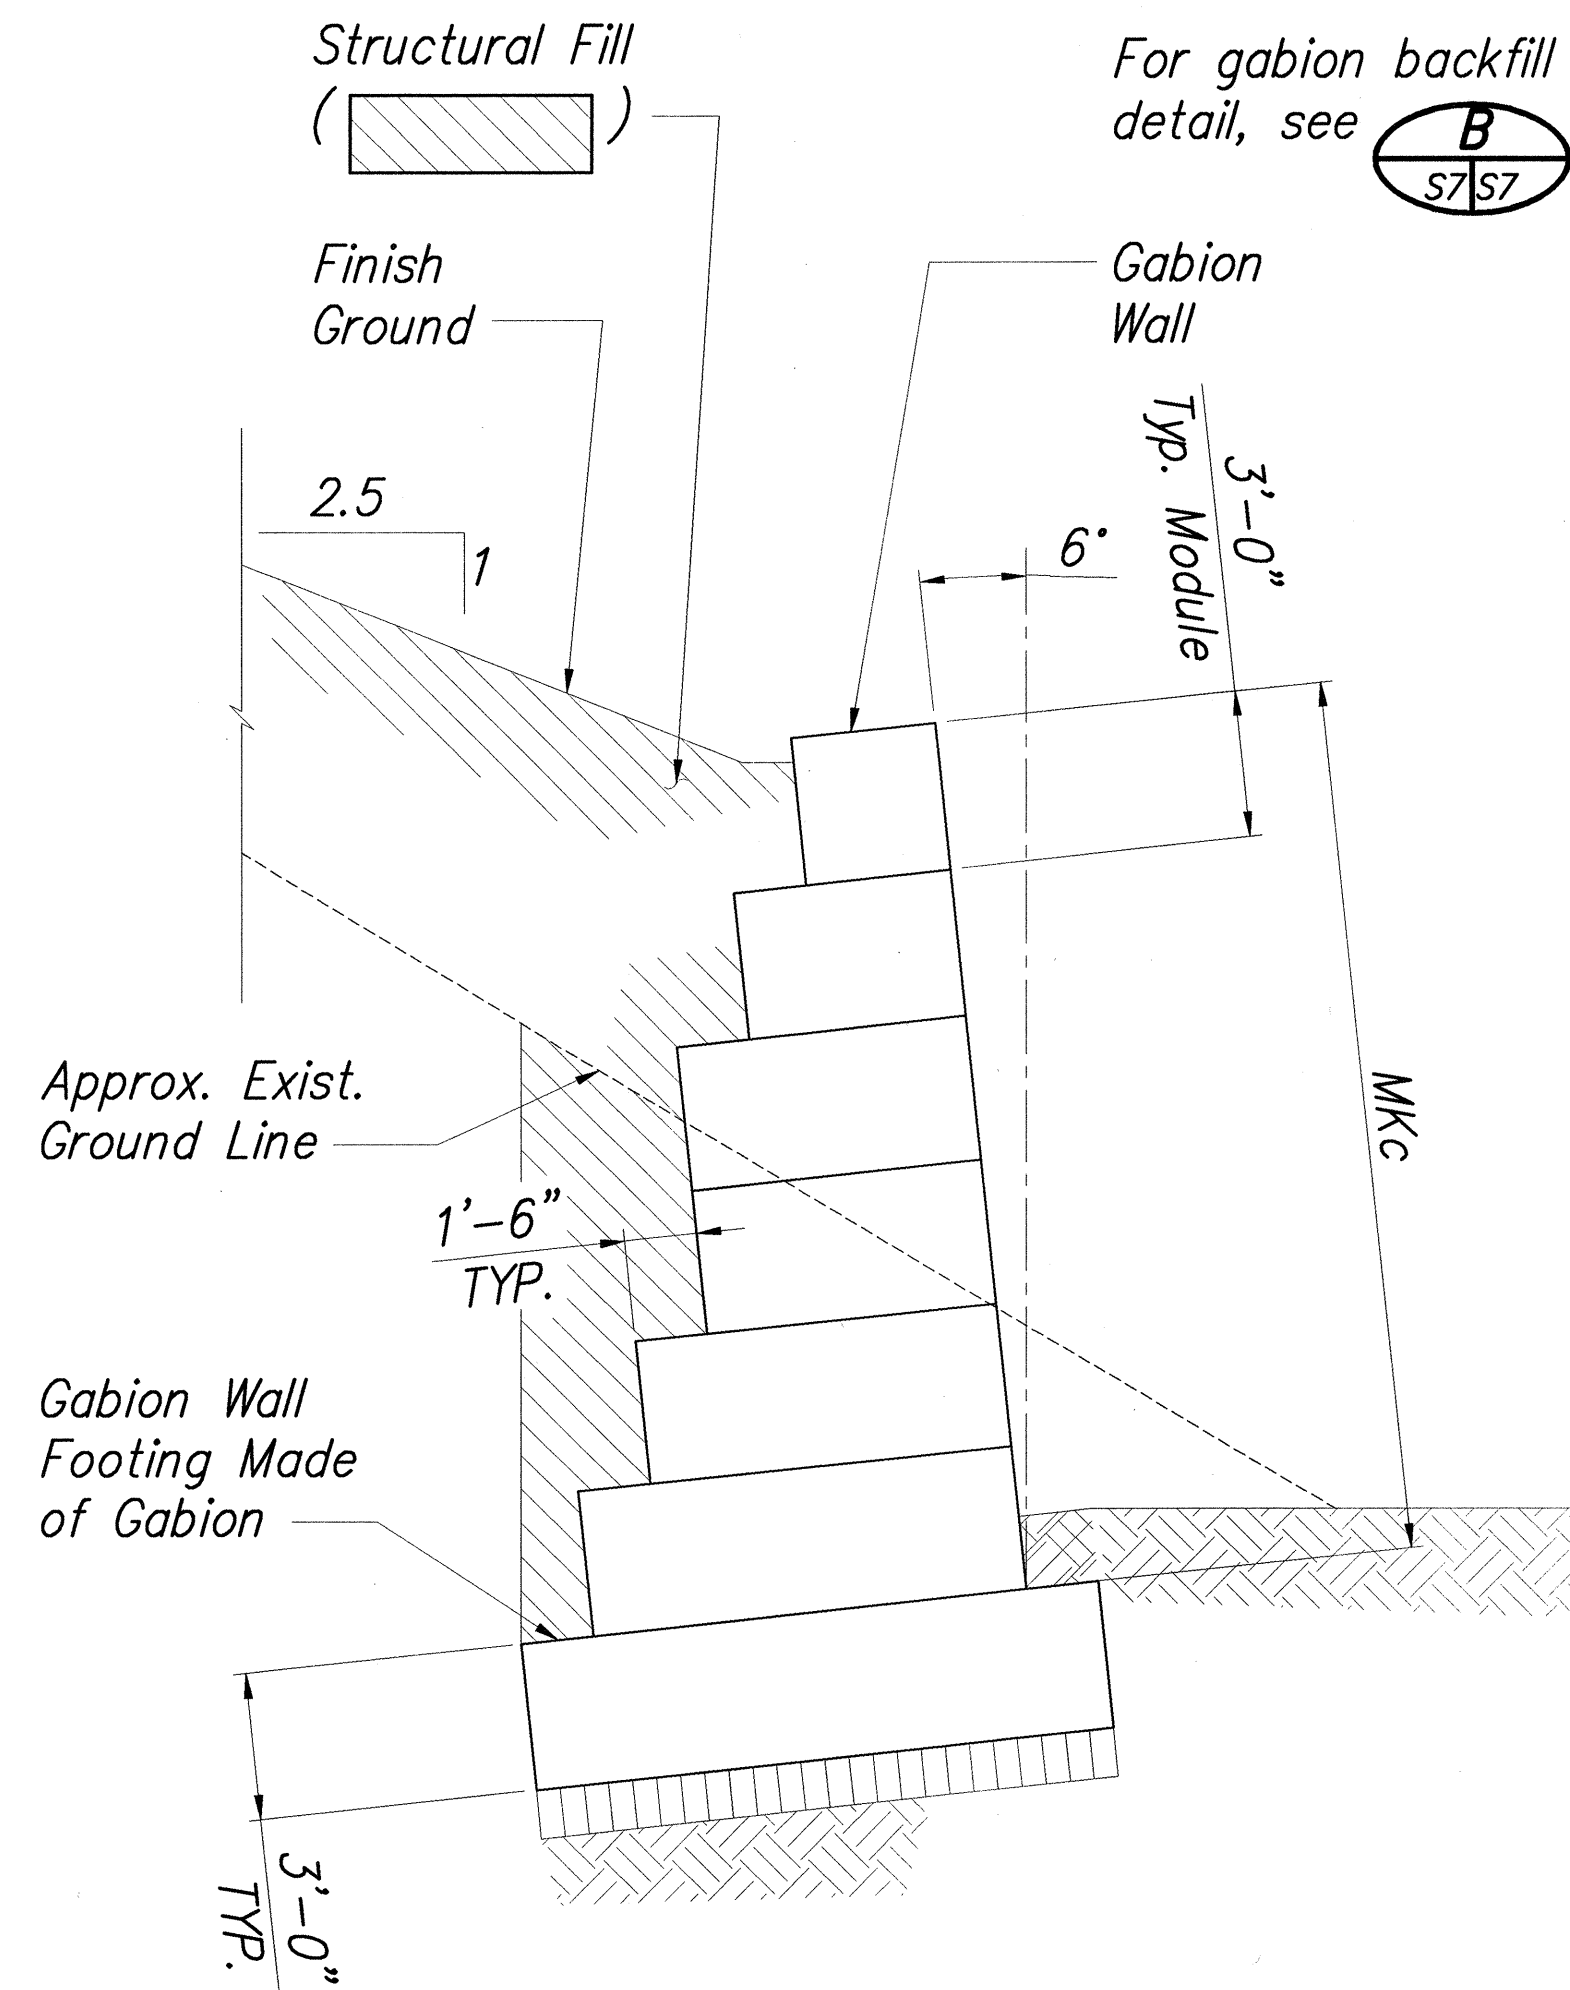 Structural Fill
( )
For gabion backfill
detail, see
B
S7 S7
Finish
Ground
Gabion
Wall
3'-0"
Typ. Module
2.5
1
6°
MKc
Approx. Exist.
Ground Line
1'-6"
TYP.
Gabion Wall
Footing Made
of Gabion
3'-0"
TYP.